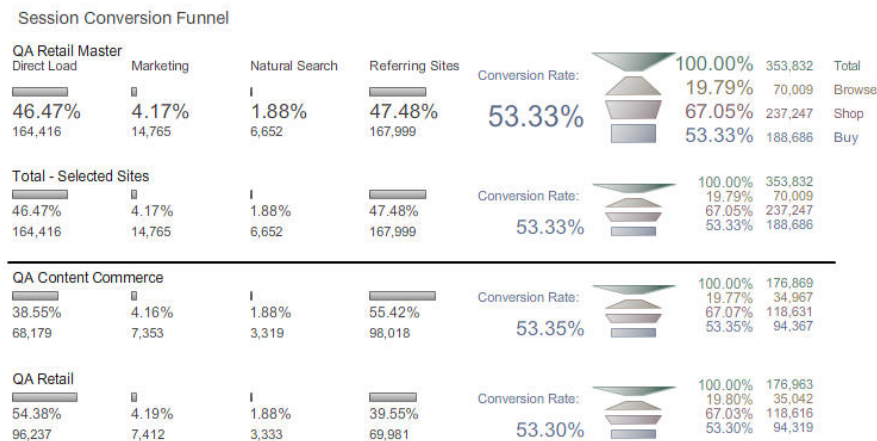 Session Conversion Funnel
QA Retail Master
Direct Load Marketing Natural Search Referring Sites
46.47% 4.17% 1.88% 47.48%
164,416 14,765 6,652 167,999
Conversion Rate:
53.33%
100.00% 353,832 Total
19.79% 70,009 Browse
67.05% 237,247 Shop
53.33% 188,686 Buy
Total - Selected Sites
46.47% 4.17% 1.88% 47.48%
164,416 14,765 6,652 167,999
Conversion Rate:
53.33%
100.00% 353,832
19.79% 70,009
67.05% 237,247
53.33% 188,686
QA Content Commerce
38.55% 4.16% 1.88% 55.42%
68,179 7,353 3,319 98,018
Conversion Rate:
53.35%
100.00% 176,869
19.77% 34,967
67.07% 118,631
53.35% 94,367
QA Retail
54.38% 4.19% 1.88% 39.55%
96,237 7,412 3,333 69,981
Conversion Rate:
53.30%
100.00% 176,963
19.80% 35,042
67.03% 118,616
53.30% 94,319